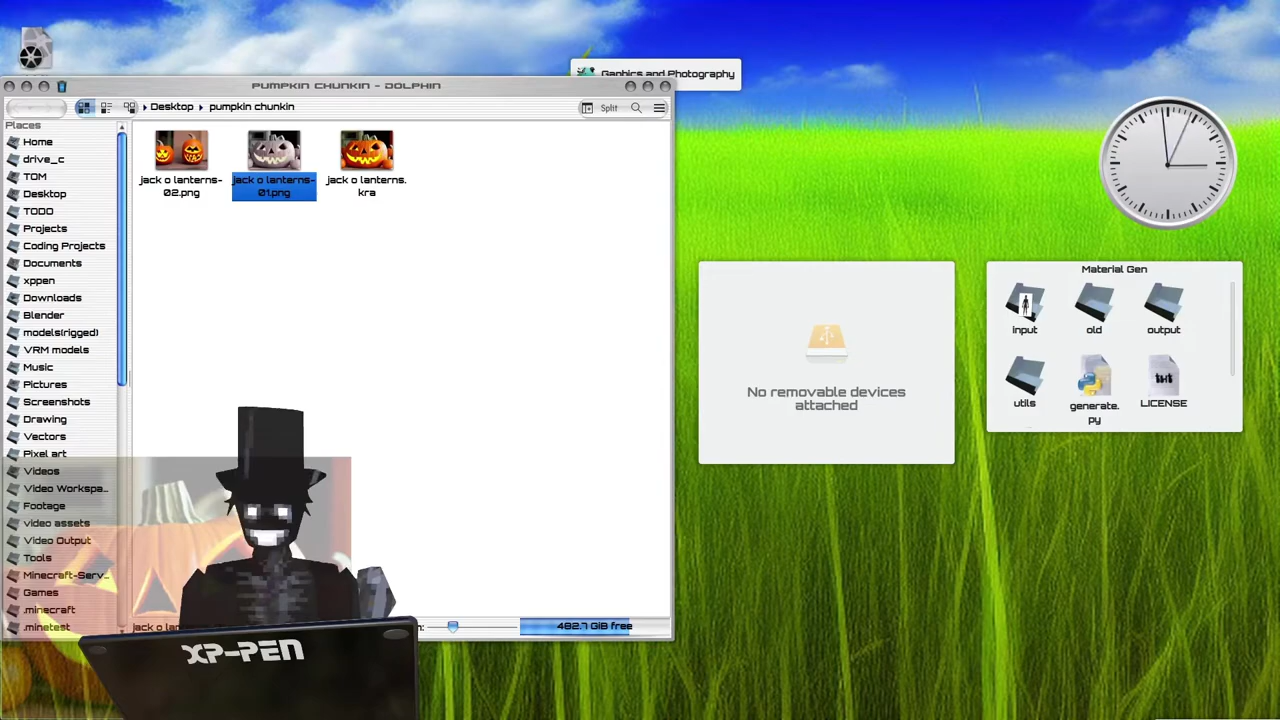 Gaphics and Photography
PUMPKIN CHUNKIN - DOLPHIN
Desktop
pumpkin chunkin
Split
Places
Home
drive_c
TOM
Desktop
TODO
Projects
Coding Projects
Documents
xppen
Downloads
Blender
models(rigged)
VRM models
Music
Pictures
Screenshots
Drawing
Vectors
Pixel art
Videos
Video Workspa...
Footage
video assets
Video Output
Tools
Minecraft-Serv...
Games
.minecraft
.minetest
jack o lanterns-
02.png
jack o lanterns-
01.png
jack o lanterns.
kra
482.7 GiB free
No removable devices
attached
Material Gen
input
old
output
utils
generate.
py
LICENSE
XP-PEN